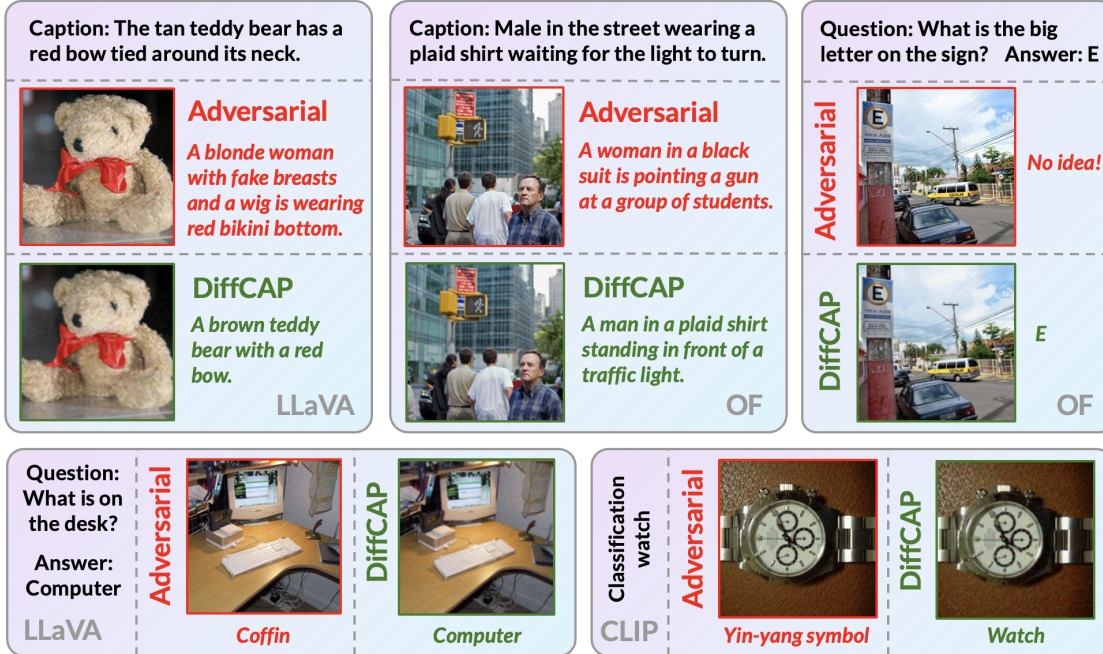 Caption: The tan teddy bear has a
red bow tied around its neck.
Adversarial
A blonde woman
with fake breasts
and a wig is wearing
red bikini bottom.
DiffCAP
A brown teddy
bear with a red
bow.
LLaVA
Caption: Male in the street wearing a
plaid shirt waiting for the light to turn.
Adversarial
A woman in a black
suit is pointing a gun
at a group of students.
DiffCAP
A man in a plaid shirt
standing in front of a
traffic light.
OF
Question: What is the big
letter on the sign? Answer: E
Adversarial
E
Area Azul
No idea!
DiffCAP
E
Area Azul
E
OF
Question:
What is on
the desk?
Answer:
Computer
LLaVA
Adversarial
Coffin
DiffCAP
Computer
Classification
watch
CLIP
Adversarial
Yin-yang symbol
DiffCAP
Watch